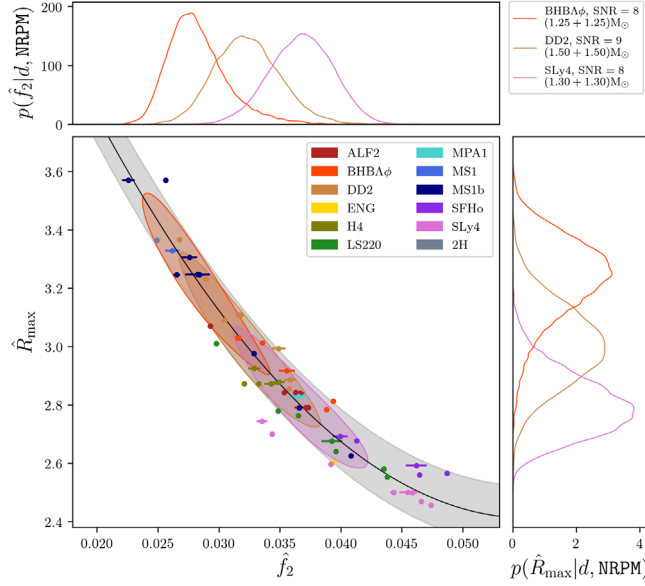 200
100
0
p(f̂₂|d, NRPM)
BHBΛϕ, SNR = 8
(1.25 + 1.25)M⊙
DD2, SNR = 9
(1.50 + 1.50)M⊙
SLy4, SNR = 8
(1.30 + 1.30)M⊙
ALF2
BHBΛϕ
DD2
ENG
H4
LS220
MPA1
MS1
MS1b
SFHo
SLy4
2H
3.6
3.4
3.2
3.0
2.8
2.6
2.4
R̂max
0.020 0.025 0.030 0.035 0.040 0.045 0.050
f̂₂
0 2 4
p(R̂max|d, NRPM)